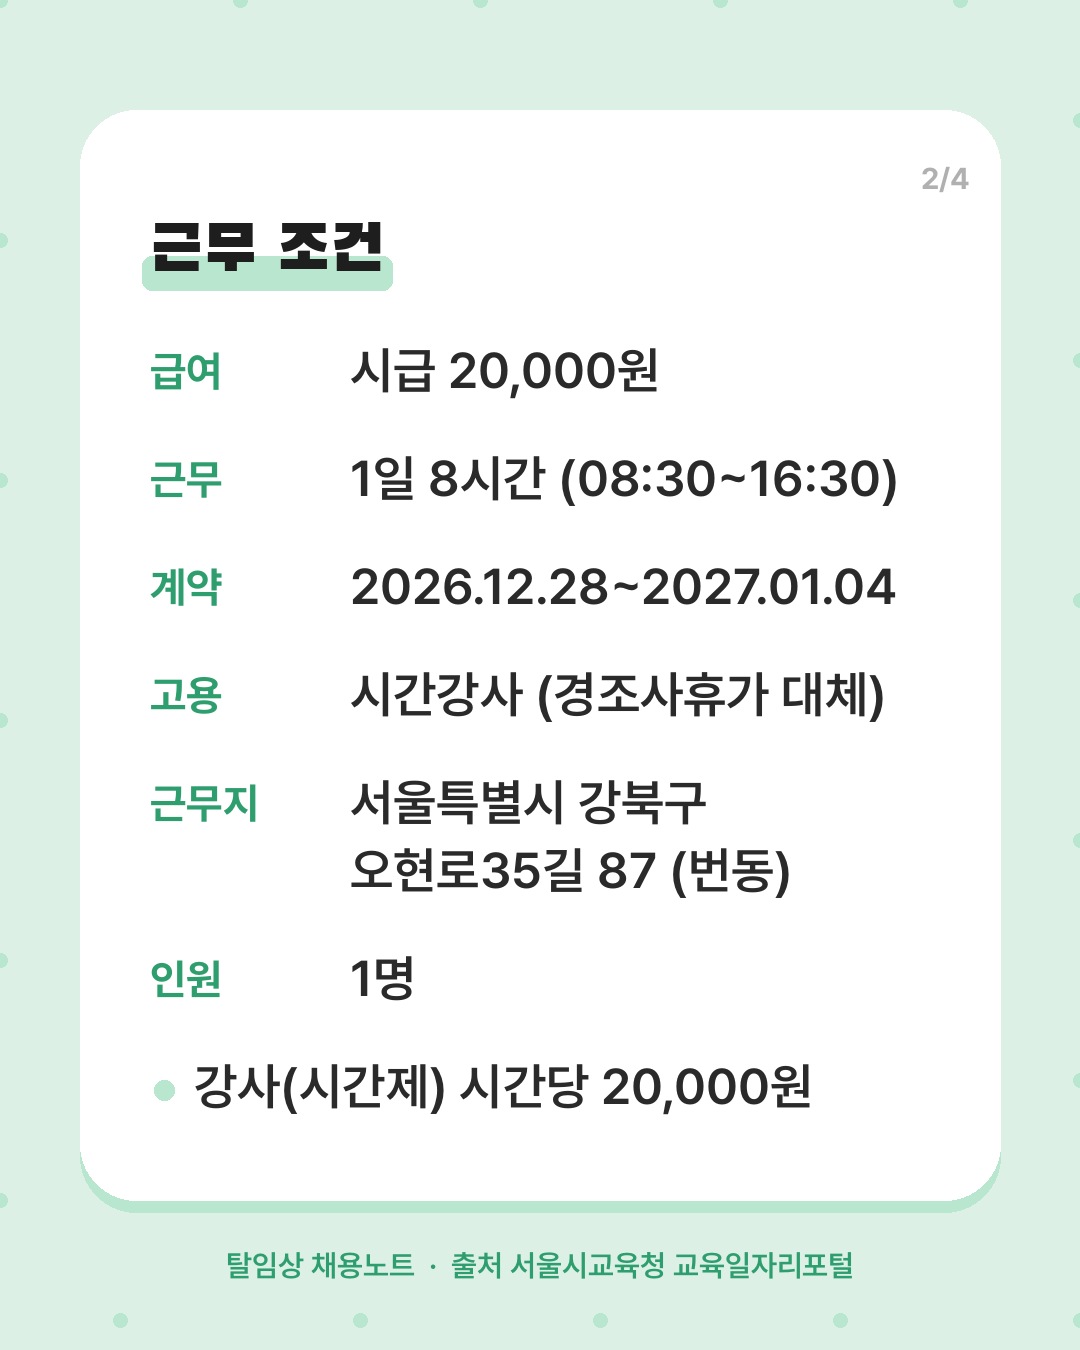 2/4
근무 조건
급여 시급 20,000원
근무 1일 8시간 (08:30~16:30)
계약 2026.12.28~2027.01.04
고용 시간강사 (경조사휴가 대체)
근무지 서울특별시 강북구
오현로35길 87 (번동)
인원 1명
강사(시간제) 시간당 20,000원
탈임상 채용노트 · 출처 서울시교육청 교육일자리포털